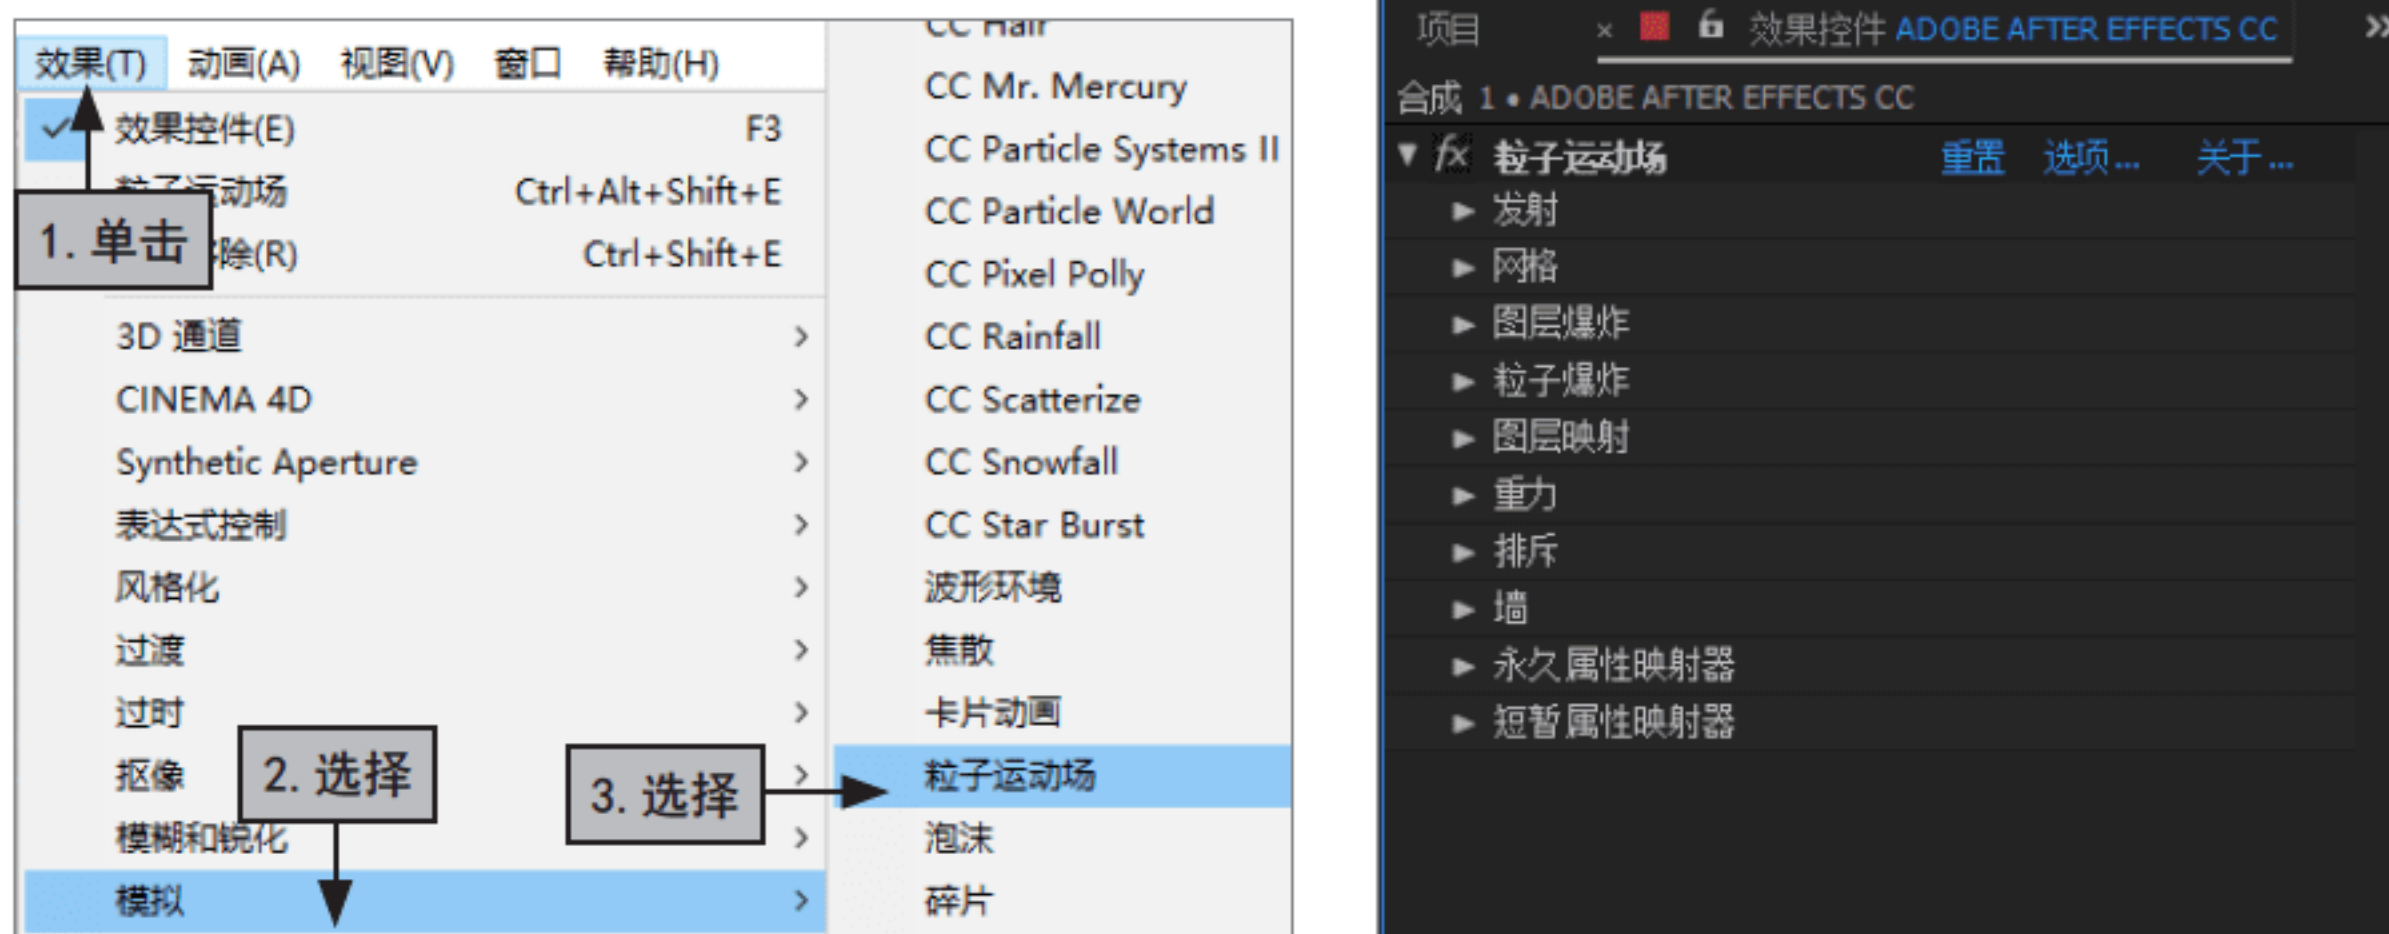 效果(T) 动画(A) 视图(V) 窗口 帮助(H)
效果控件(E) F3
粒子运动场 Ctrl+Alt+Shift+E
除(R) Ctrl+Shift+E
1. 单击
3D 通道
CINEMA 4D
Synthetic Aperture
表达式控制
风格化
过渡
过时
抠像
2. 选择
模糊和锐化
模拟
CC Hair
CC Mr. Mercury
CC Particle Systems II
CC Particle World
CC Pixel Polly
CC Rainfall
CC Scatterize
CC Snowfall
CC Star Burst
波形环境
焦散
卡片动画
3. 选择
粒子运动场
泡沫
碎片
项目 × 效果控件 ADOBE AFTER EFFECTS CC »
合成 1 • ADOBE AFTER EFFECTS CC
fx 粒子运动场 重置 选项... 关于...
发射
网格
图层爆炸
粒子爆炸
图层映射
重力
排斥
墙
永久属性映射器
短暂属性映射器